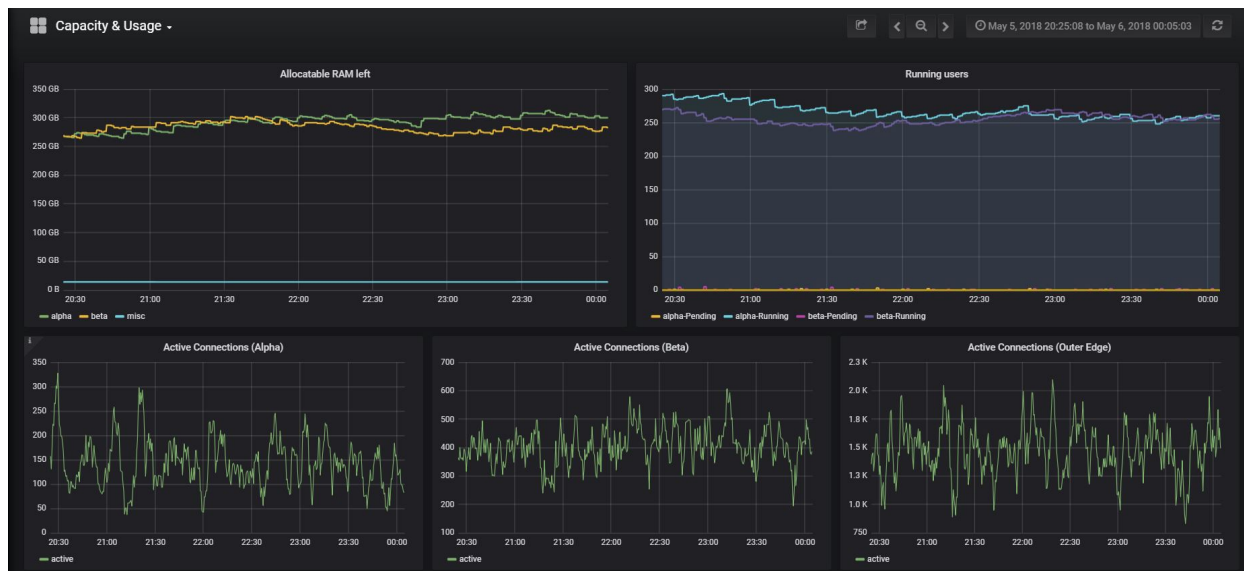 Capacity & Usage
May 5, 2018 20:25:08 to May 6, 2018 00:05:03
Allocatable RAM left
350 GB
300 GB
250 GB
200 GB
150 GB
100 GB
50 GB
0 B
20:30 21:00 21:30 22:00 22:30 23:00 23:30 00:00
alpha beta misc
Running users
300
250
200
150
100
50
0
20:30 21:00 21:30 22:00 22:30 23:00 23:30 00:00
alpha-Pending alpha-Running beta-Pending beta-Running
i
Active Connections (Alpha)
350
300
250
200
150
100
50
0
20:30 21:00 21:30 22:00 22:30 23:00 23:30 00:00
active
Active Connections (Beta)
700
600
500
400
300
200
100
20:30 21:00 21:30 22:00 22:30 23:00 23:30 00:00
active
Active Connections (Outer Edge)
2.3 K
2.0 K
1.8 K
1.5 K
1.3 K
1.0 K
750
20:30 21:00 21:30 22:00 22:30 23:00 23:30 00:00
active